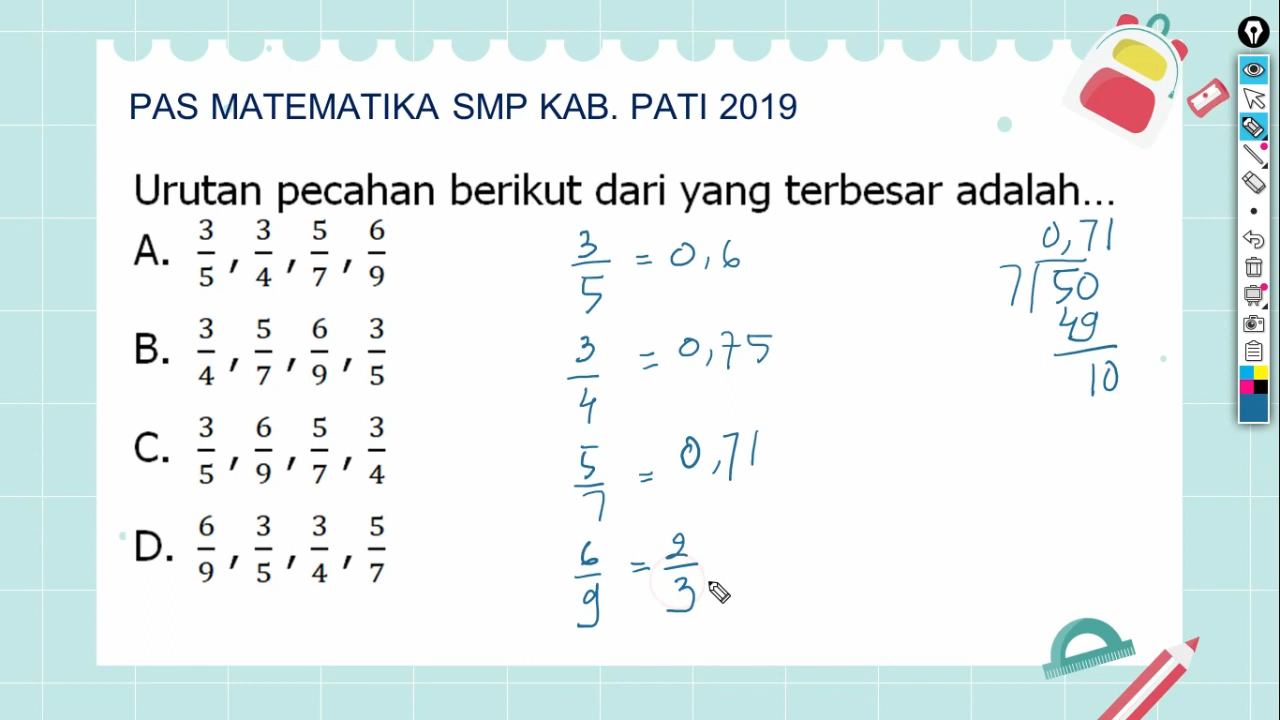 PAS MATEMATIKA SMP KAB. PATI 2019
Urutan pecahan berikut dari yang terbesar adalah...
A. 3/5, 3/4, 5/7, 6/9
B. 3/4, 5/7, 6/9, 3/5
C. 3/5, 6/9, 5/7, 3/4
D. 6/9, 3/5, 3/4, 5/7
3/5 = 0,6
3/4 = 0,75
5/7 = 0,71
6/9 = 2/3
0,71
7 50
49
10